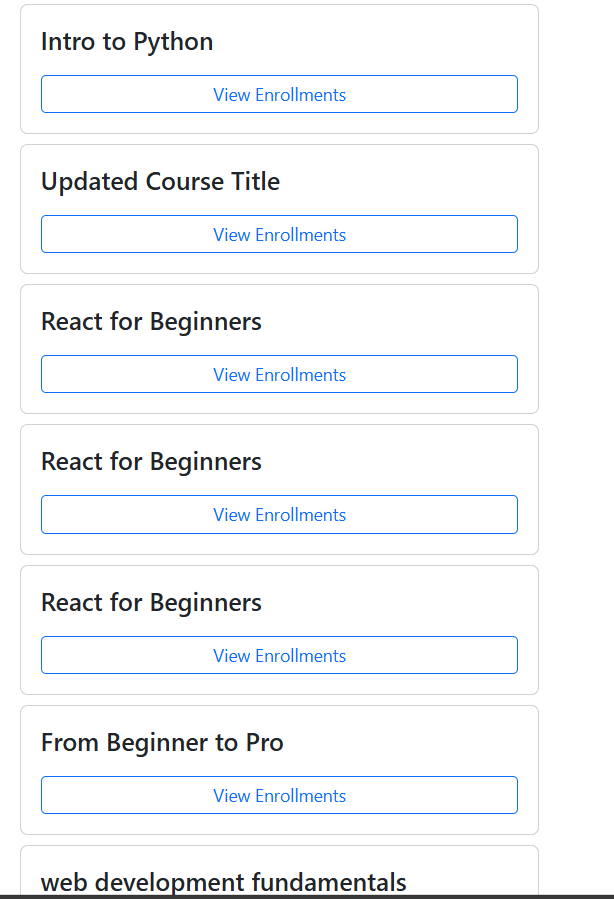 Intro to Python
View Enrollments
Updated Course Title
View Enrollments
React for Beginners
View Enrollments
React for Beginners
View Enrollments
React for Beginners
View Enrollments
From Beginner to Pro
View Enrollments
web development fundamentals